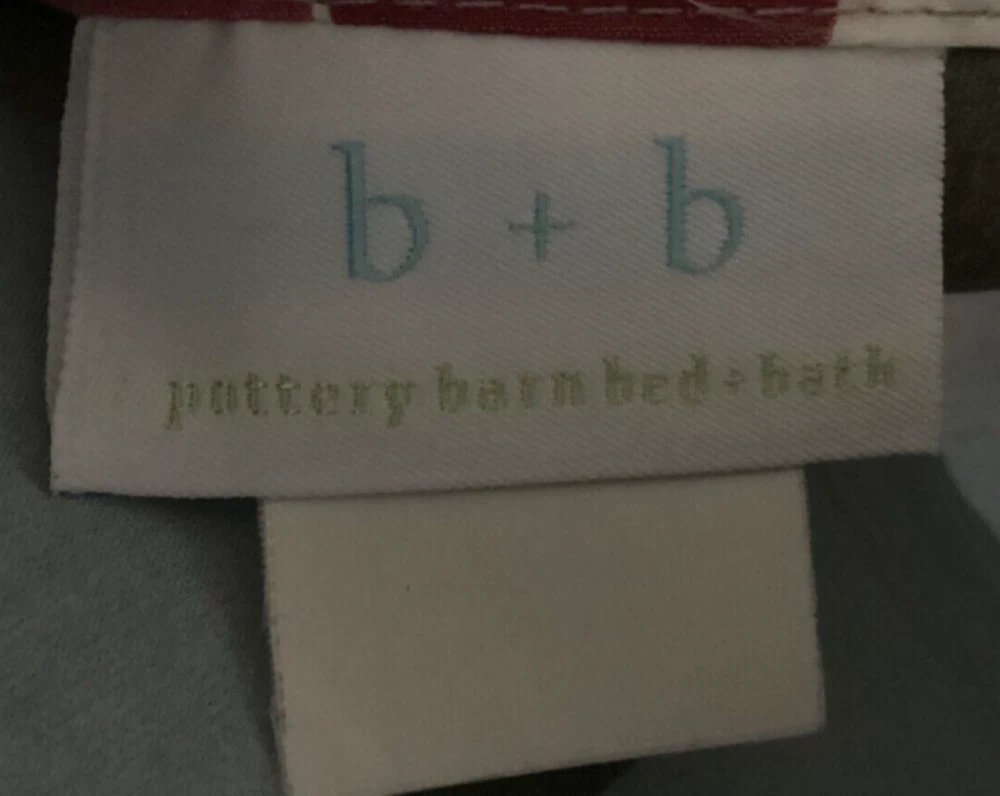 b + b
pottery barn bed + bath